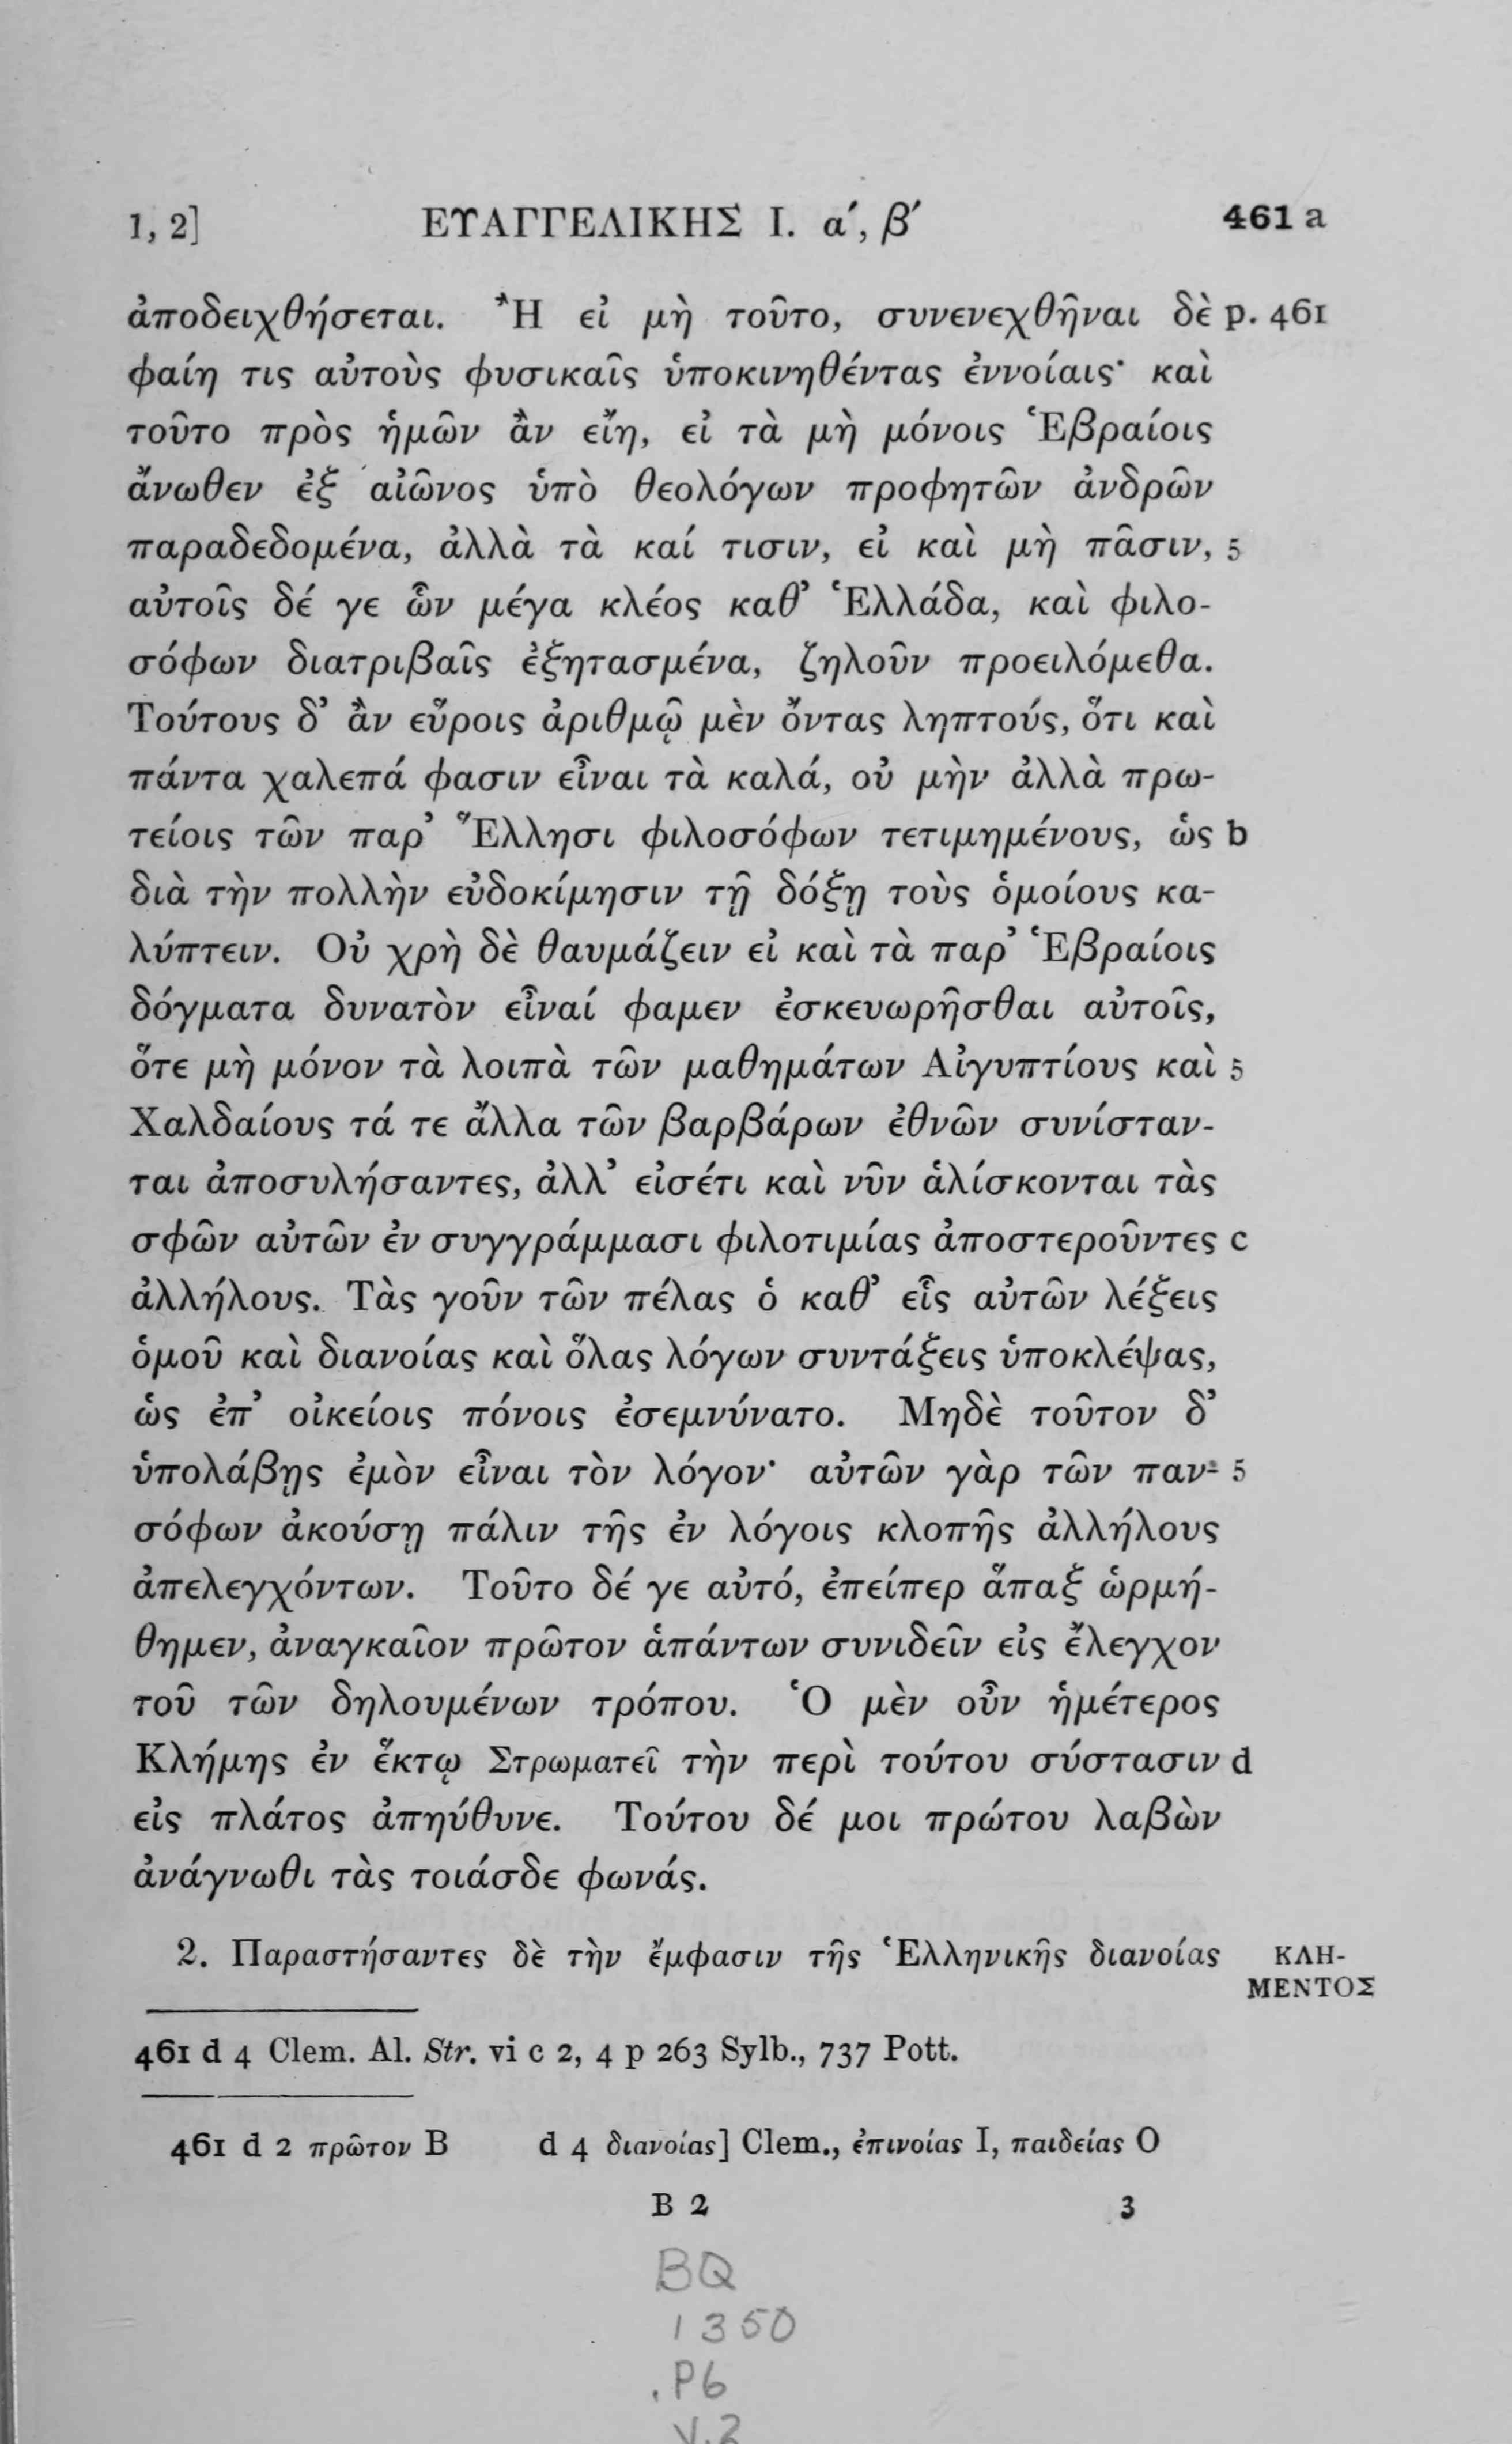 1, 2] ΕΥΑΓΓΕΛΙΚΗΣ Ι. α΄, β΄ 461 a
ἀποδειχθήσεται. Ἢ εἰ μὴ τοῦτο, συνενεχθῆναι δὲ p. 461
φαίη τις αὐτοὺς φυσικαῖς ὑποκινηθέντας ἐννοίαις· καὶ
τοῦτο πρὸς ἡμῶν ἂν εἴη, εἰ τὰ μὴ μόνοις Ἑβραίοις
ἄνωθεν ἐξ αἰῶνος ὑπὸ θεολόγων προφητῶν ἀνδρῶν
παραδεδομένα, ἀλλὰ τὰ καί τισιν, εἰ καὶ μὴ πᾶσιν, 5
αὐτοῖς δέ γε ὧν μέγα κλέος καθ’ Ἑλλάδα, καὶ φιλο-
σόφων διατριβαῖς ἐξητασμένα, ζηλοῦν προειλόμεθα.
Τούτους δ’ ἂν εὕροις ἀριθμῷ μὲν ὄντας ληπτούς, ὅτι καὶ
πάντα χαλεπά φασιν εἶναι τὰ καλά, οὐ μὴν ἀλλὰ πρω-
τείοις τῶν παρ’ Ἕλλησι φιλοσόφων τετιμημένους, ὡς b
διὰ τὴν πολλὴν εὐδοκίμησιν τῇ δόξῃ τοὺς ὁμοίους κα-
λύπτειν. Οὐ χρὴ δὲ θαυμάζειν εἰ καὶ τὰ παρ’ Ἑβραίοις
δόγματα δυνατὸν εἶναί φαμεν ἐσκευωρῆσθαι αὐτοῖς,
ὅτε μὴ μόνον τὰ λοιπὰ τῶν μαθημάτων Αἰγυπτίους καὶ 5
Χαλδαίους τά τε ἄλλα τῶν βαρβάρων ἐθνῶν συνίσταν-
ται ἀποσυλήσαντες, ἀλλ’ εἰσέτι καὶ νῦν ἁλίσκονται τὰς
σφῶν αὐτῶν ἐν συγγράμμασι φιλοτιμίας ἀποστεροῦντες c
ἀλλήλους. Τὰς γοῦν τῶν πέλας ὁ καθ’ εἷς αὐτῶν λέξεις
ὁμοῦ καὶ διανοίας καὶ ὅλας λόγων συντάξεις ὑποκλέψας,
ὡς ἐπ’ οἰκείοις πόνοις ἐσεμνύνατο. Μηδὲ τοῦτον δ’
ὑπολάβῃς ἐμὸν εἶναι τὸν λόγον· αὐτῶν γὰρ τῶν παν- 5
σόφων ἀκούσῃ πάλιν τῆς ἐν λόγοις κλοπῆς ἀλλήλους
ἀπελεγχόντων. Τοῦτο δέ γε αὐτό, ἐπείπερ ἅπαξ ὡρμή-
θημεν, ἀναγκαῖον πρῶτον ἁπάντων συνιδεῖν εἰς ἔλεγχον
τοῦ τῶν δηλουμένων τρόπου. Ὁ μὲν οὖν ἡμέτερος
Κλήμης ἐν ἕκτῳ Στρωματεῖ τὴν περὶ τούτου σύστασιν d
εἰς πλάτος ἀπηύθυνε. Τούτου δέ μοι πρώτου λαβὼν
ἀνάγνωθι τὰς τοιάσδε φωνάς.
2. Παραστήσαντες δὲ τὴν ἔμφασιν τῆς Ἑλληνικῆς διανοίας ΚΛΗ-
ΜΕΝΤΟΣ
461 d 4 Clem. Al. Str. vi c 2, 4 p 263 Sylb., 737 Pott.
461 d 2 πρῶτον B d 4 διανοίας] Clem., ἐπινοίας I, παιδείας O
B 2 3
BQ
1350
.P6
V.2